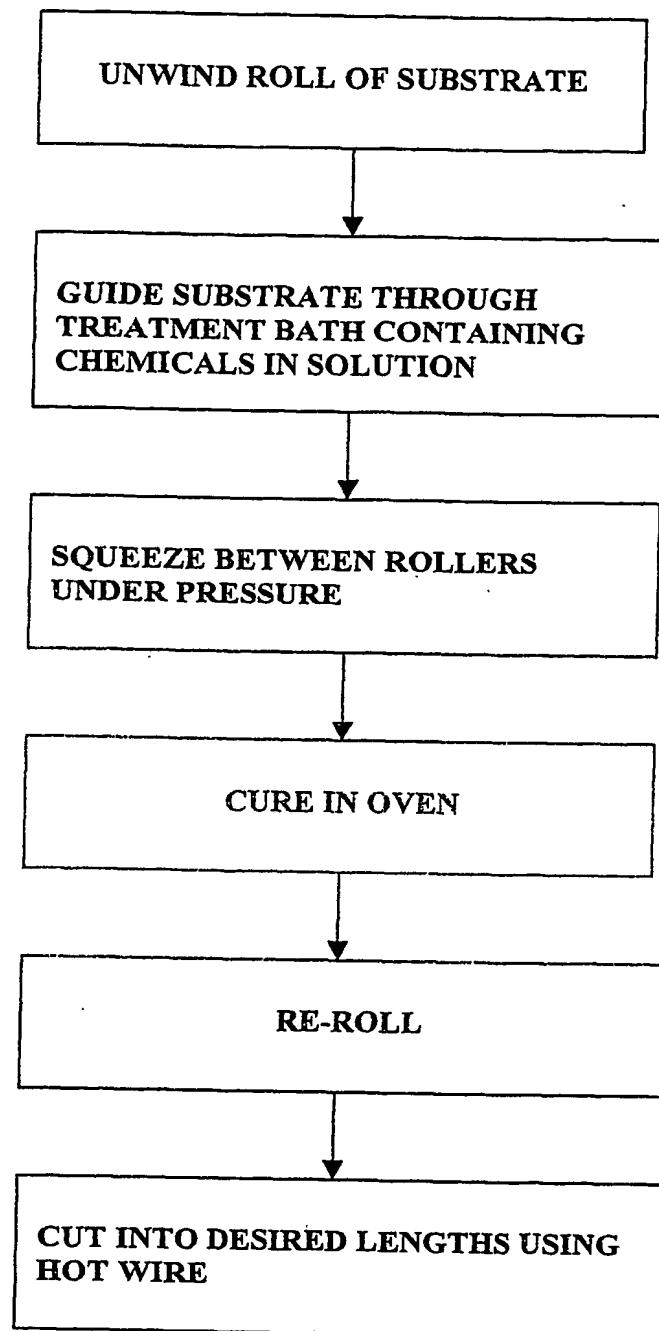 UNWIND ROLL OF SUBSTRATE
GUIDE SUBSTRATE THROUGH
TREATMENT BATH CONTAINING
CHEMICALS IN SOLUTION
SQUEEZE BETWEEN ROLLERS
UNDER PRESSURE
CURE IN OVEN
RE-ROLL
CUT INTO DESIRED LENGTHS USING
HOT WIRE